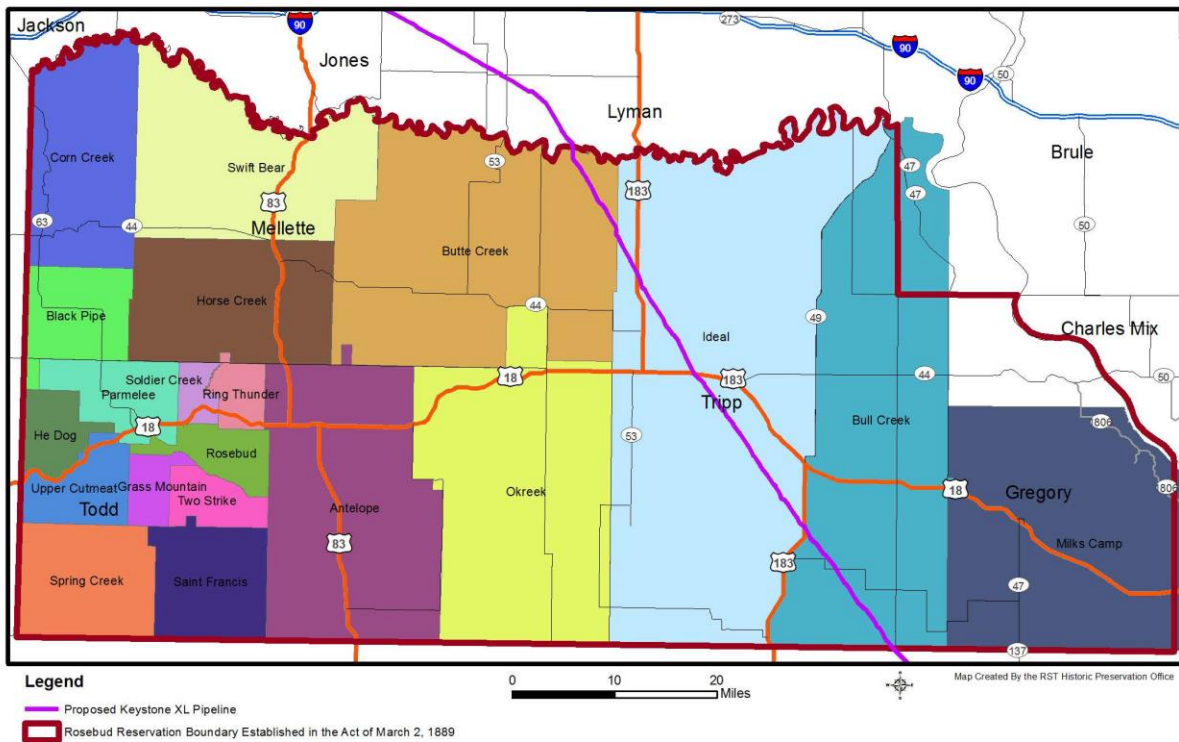 Jackson
90
Jones
273
Lyman
90
90
50
Corn Creek
Swift Bear
53
47
Brule
47
183
83
63
44
50
Mellette
Butte Creek
Horse Creek
44
Black Pipe
49
Ideal
Charles Mix
Soldier Creek
Parmelee
Ring Thunder
18
183
44
50
Tripp
18
Bull Creek
806
He Dog
53
Rosebud
Upper Cutmeat
Grass Mountain
Two Strike
Okreek
18
Gregory
806
Todd
Antelope
83
Milks Camp
183
Spring Creek
Saint Francis
47
137
Legend
Proposed Keystone XL Pipeline
Rosebud Reservation Boundary Established in the Act of March 2, 1889
0 10 20
Miles
Map Created By the RST Historic Preservation Office